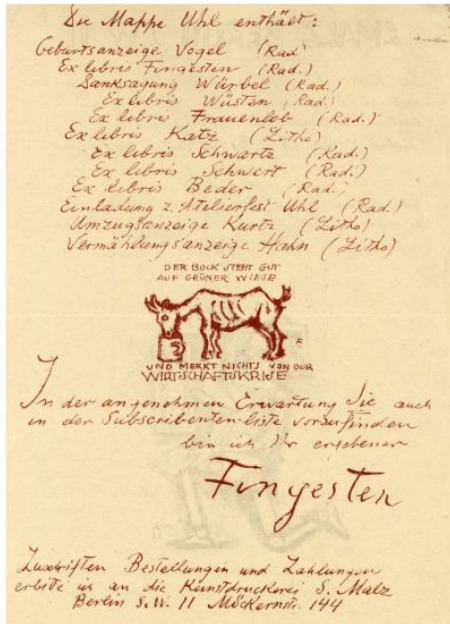 Die Mappe Uhl enthält:
Geburtsanzeige Vogel (Rad
Ex libris Fingesten (Rad.)
Danksagung Würbel (Rad.)
Ex libris Wüsten (Rad.)
Ex libris Frauenlob (Rad.)
Ex libris Katz (Litho)
Ex libris Schwartz (Rad.)
Ex libris Schwert (Rad.)
Ex libris Beder (Rad.)
Einladung z. Atelierfest Uhl (Rad.)
Umzugsanzeige Kurtz (Litho)
Vermählungsanzeige Hahn (Litho)
DER BOCK STEHT GUT
AUF GRÜNER WIESE
F
UND MERKT NICHTS VON DER
WIRTSCHAFTSKRISE
In der angenehmen Erwartung Sie auch
in der Subscribenten-liste vorzufinden
bin ich Ihr ergebener
Fingesten
Zuschriften Bestellungen und Zahlungen
erbitte ich an die Kunstdruckerei S. Malz
Berlin S.W. 11 Möckernstr. 144